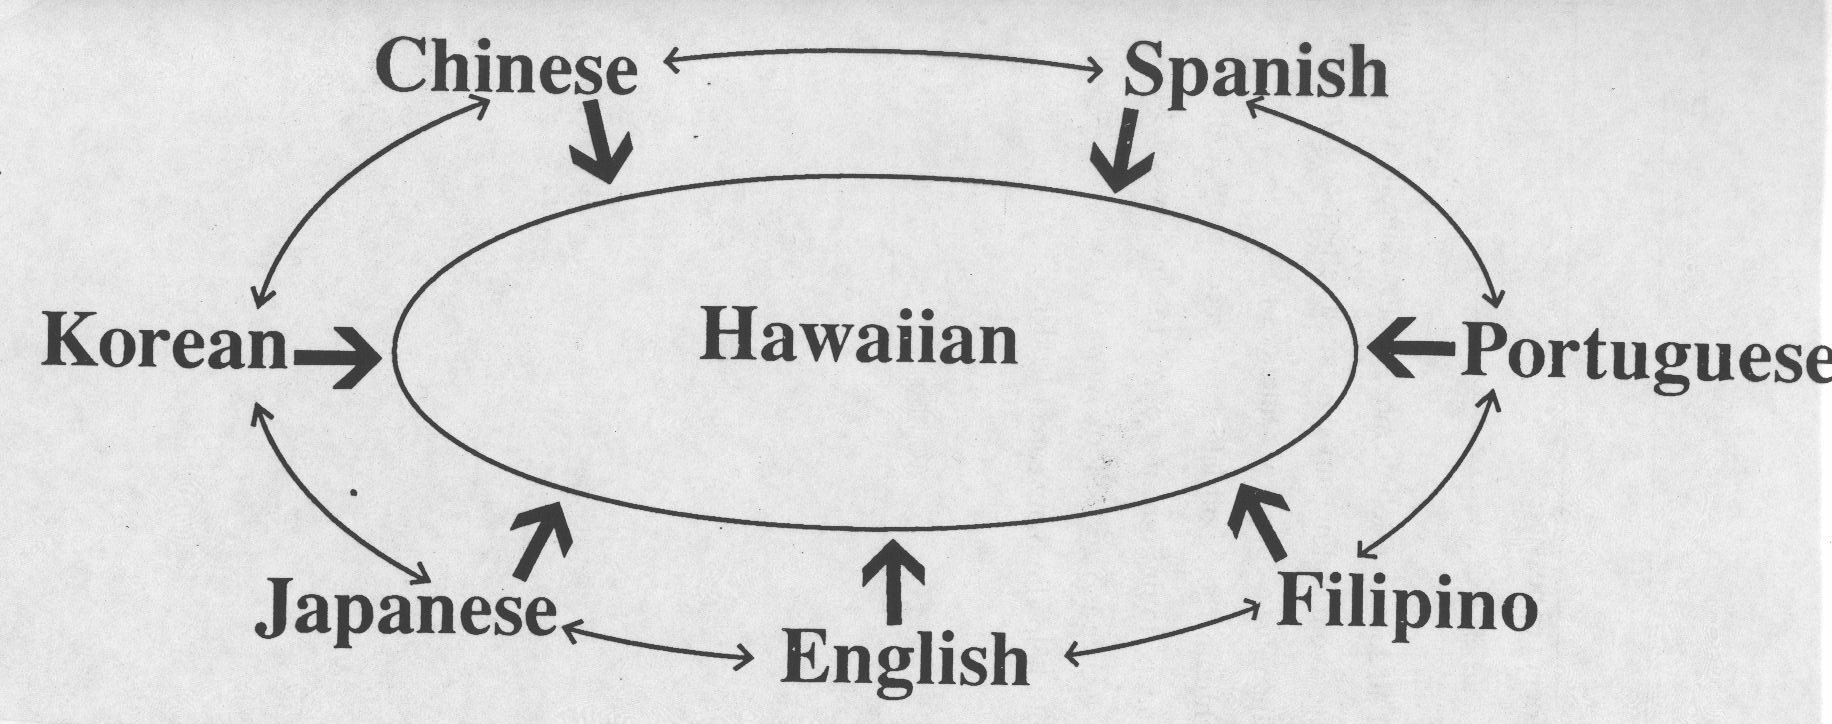 Chinese
Spanish
Korean
Hawaiian
Portuguese
Japanese
English
Filipino